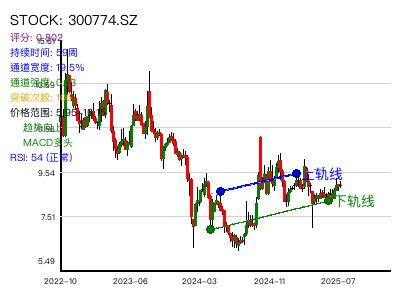 STOCK: 300774.SZ
评分: 0.802
持续时间: 59周
通道宽度: 19.5%
通道强度:
突破次数:
价格范围:
趋势向上
MACD多头
RSI: 54 (正常)
9.54
7.51
5.49
上轨线
下轨线
2022-10 2023-06 2024-03 2024-11 2025-07